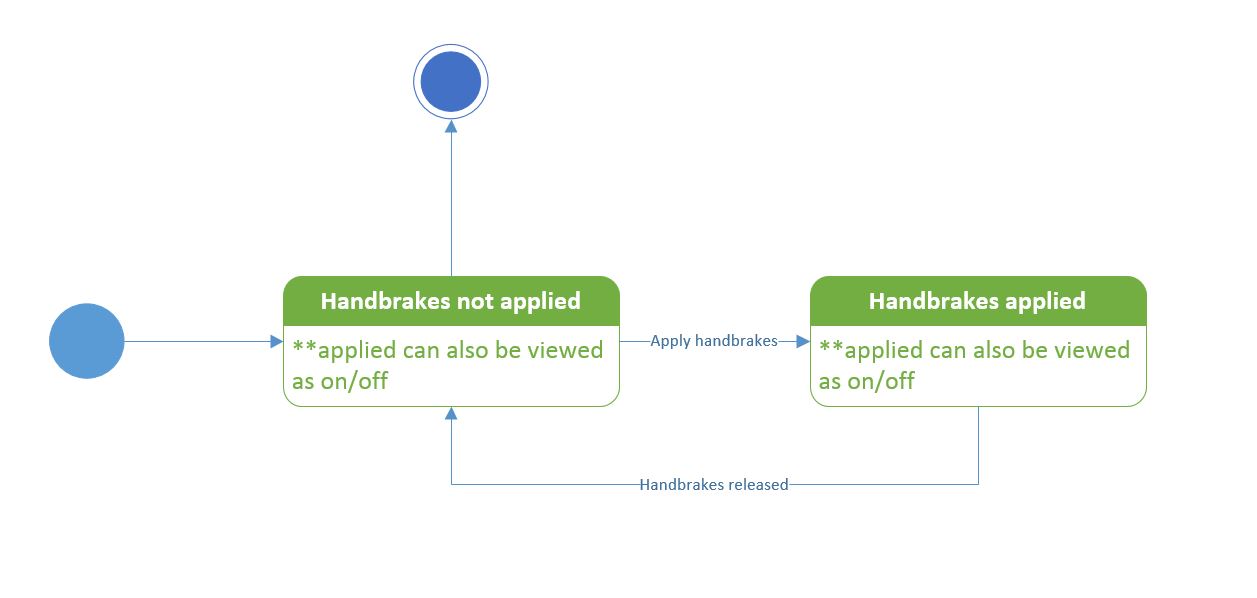 Handbrakes not applied
**applied can also be viewed
as on/off
Apply handbrakes
Handbrakes applied
**applied can also be viewed
as on/off
Handbrakes released